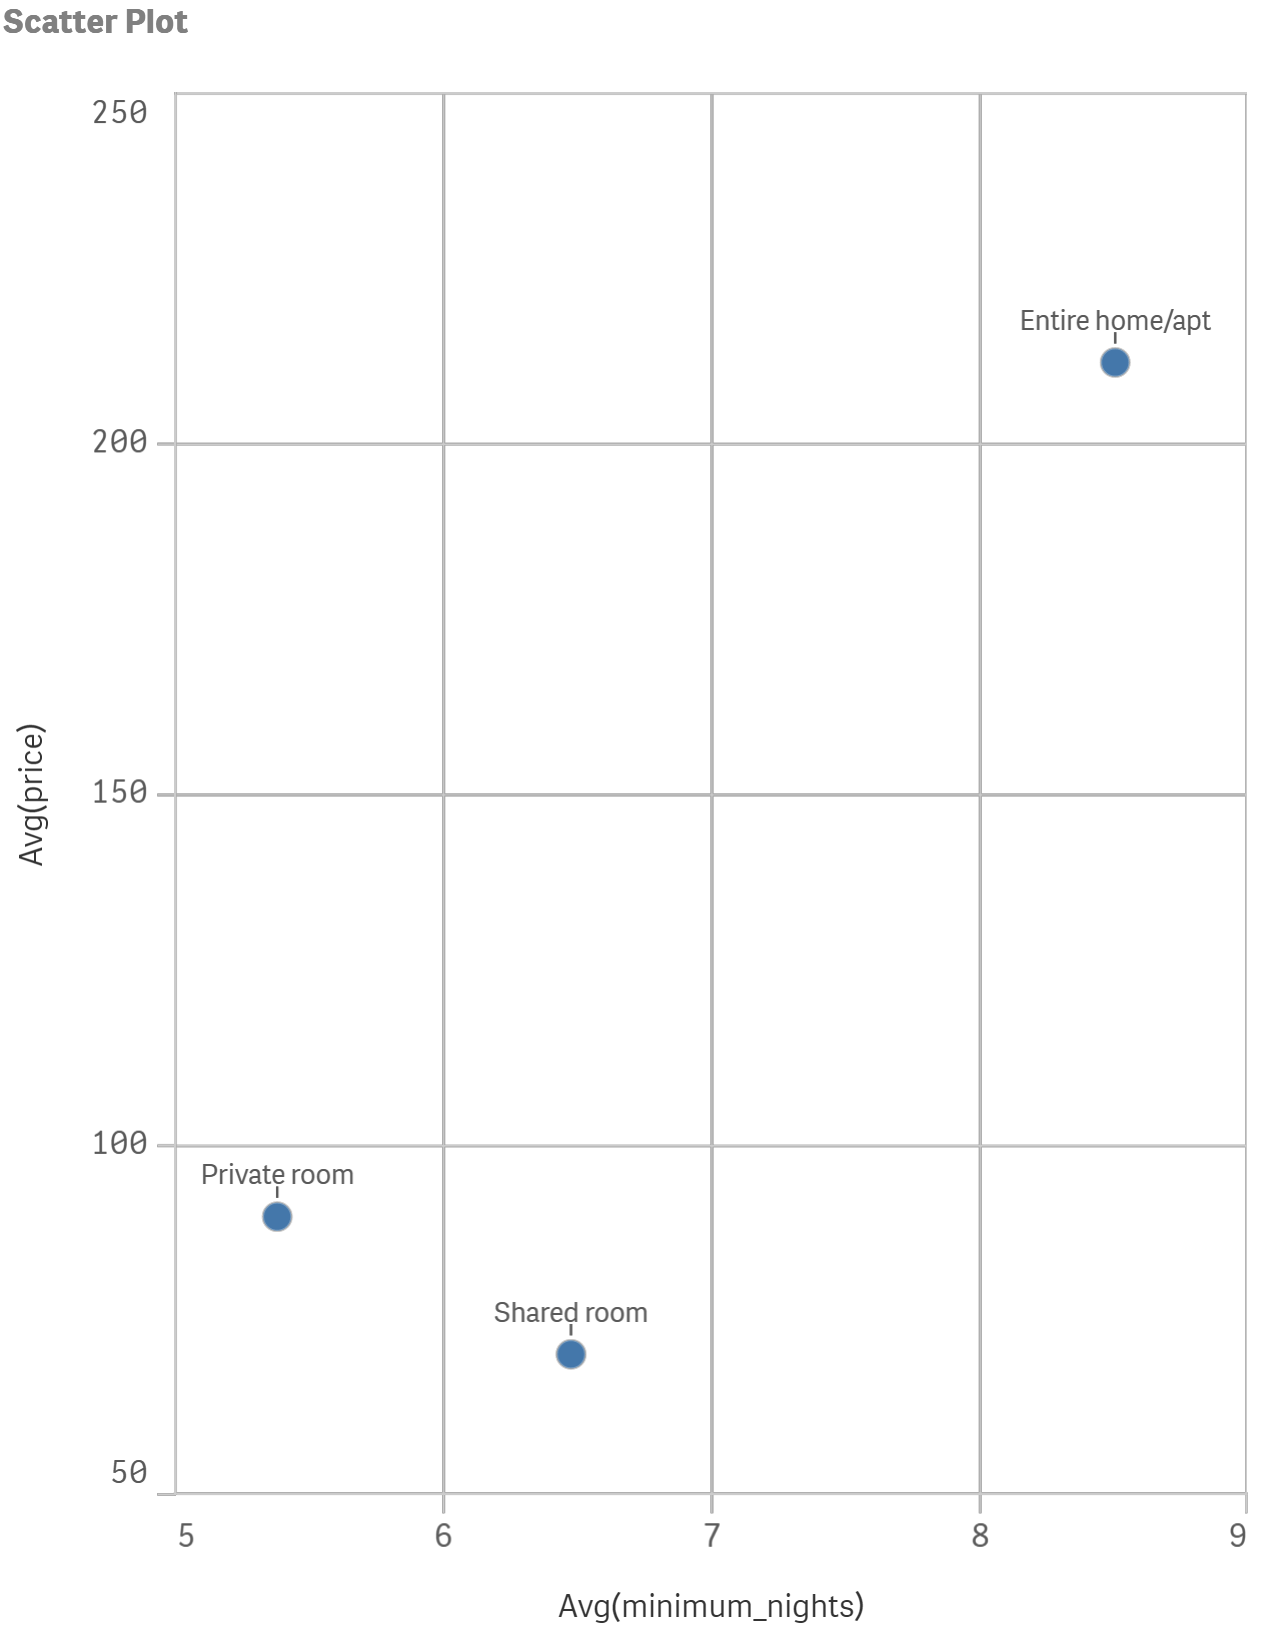 Scatter Plot
250
Entire home/apt
200
Avg(price)
150
100
Private room
Shared room
50
5 6 7 8 9
Avg(minimum_nights)